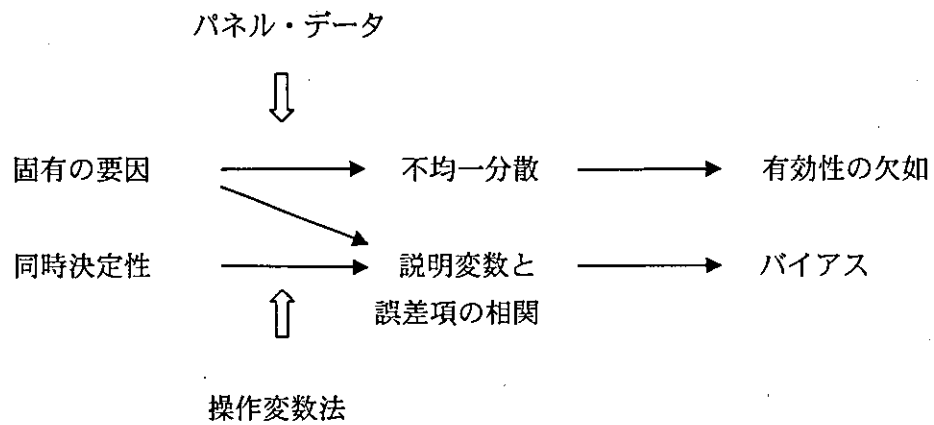 パネル・データ
固有の要因
不均一分散
有効性の欠如
同時決定性
説明変数と
誤差項の相関
バイアス
操作変数法